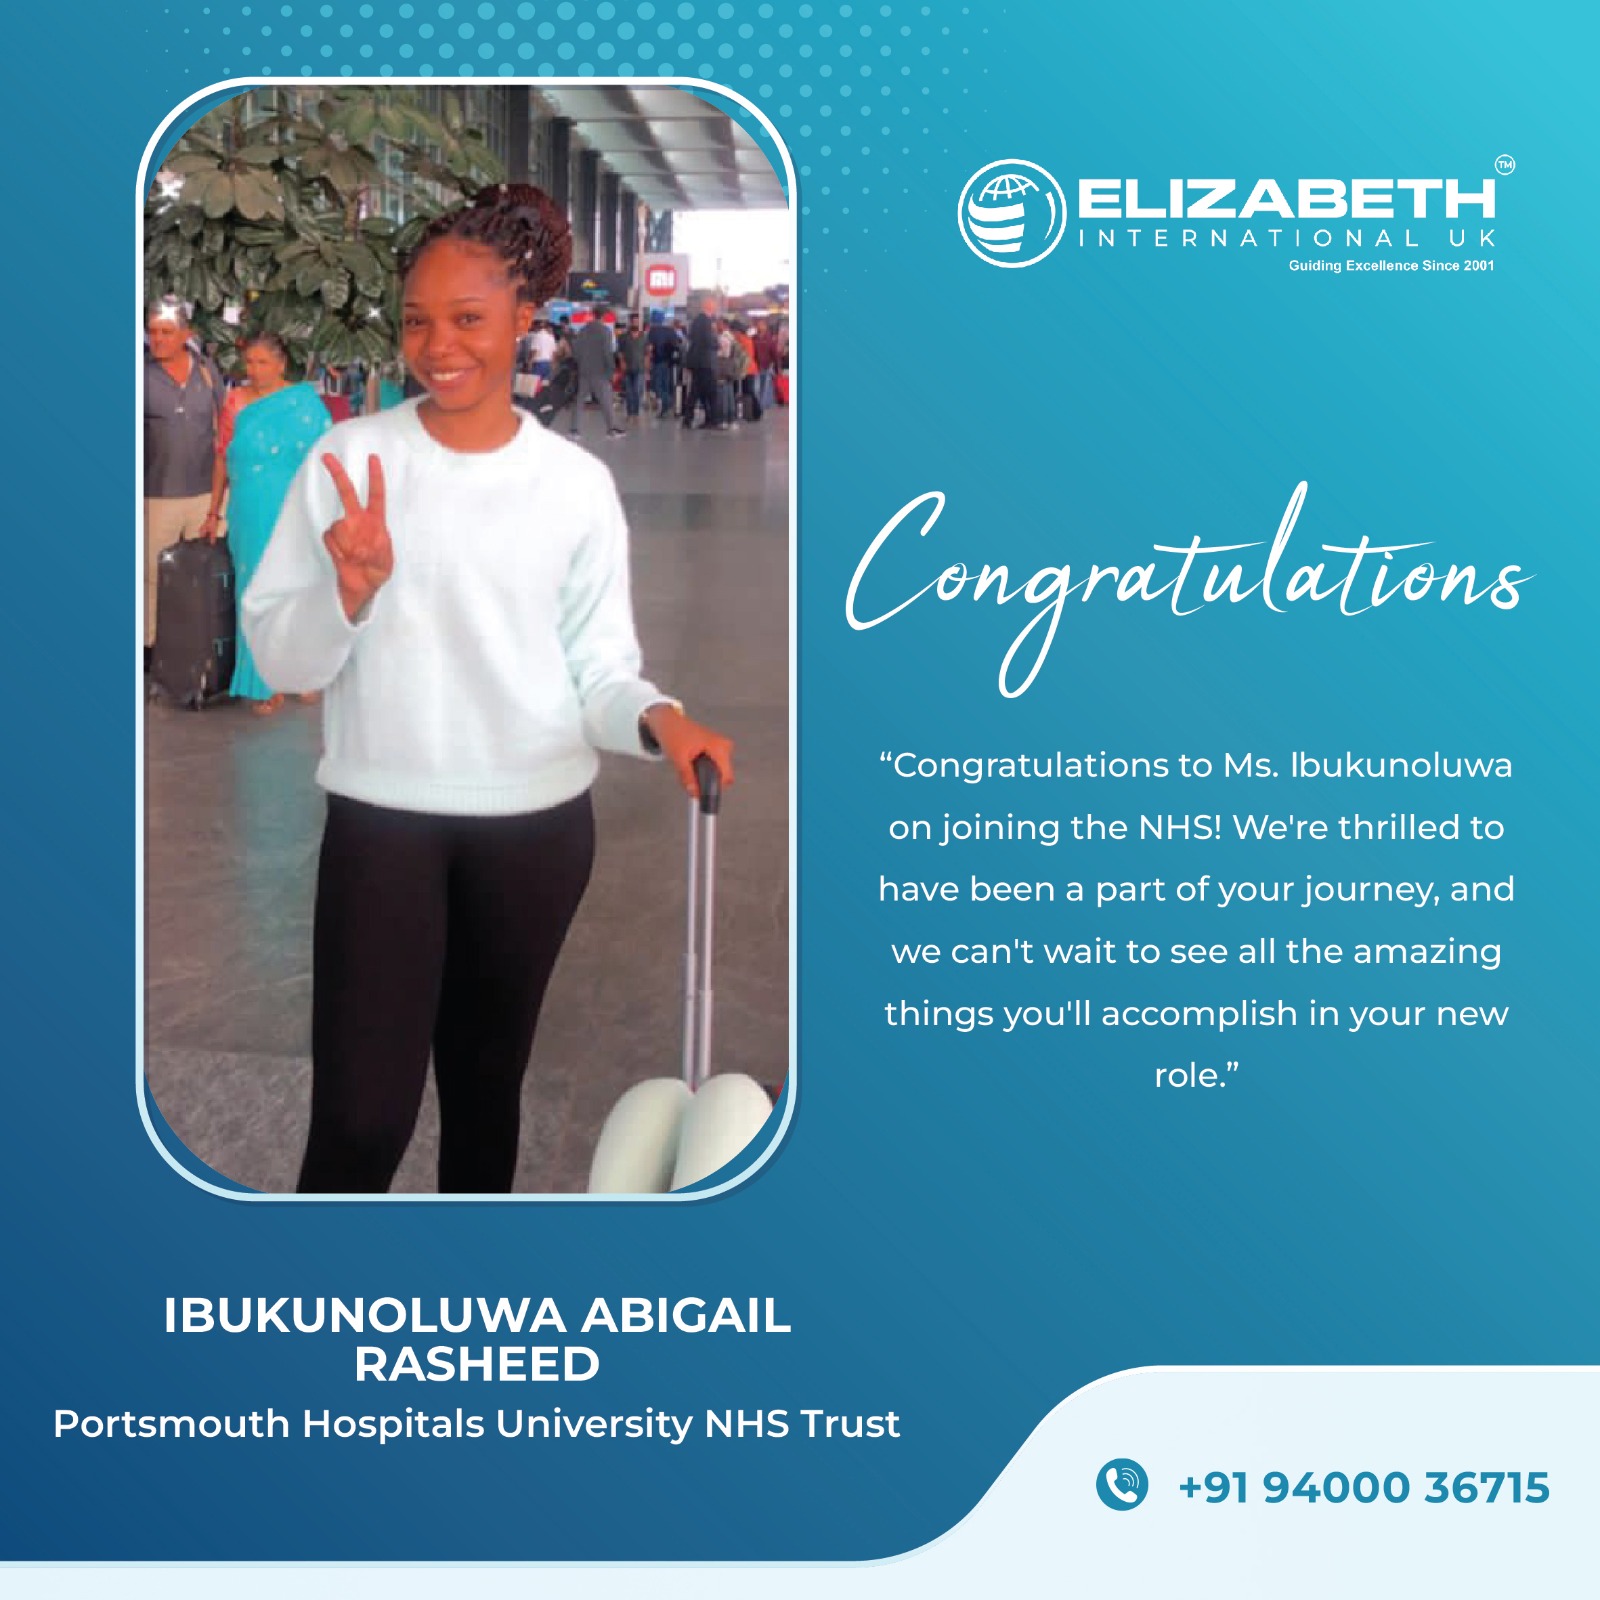 ELIZABETH
TM
INTERNATIONAL UK
Guiding Excellence Since 2001
mi
Congratulations
“Congratulations to Ms. Ibukunoluwa
on joining the NHS! We're thrilled to
have been a part of your journey, and
we can't wait to see all the amazing
things you'll accomplish in your new
role.”
IBUKUNOLUWA ABIGAIL
RASHEED
Portsmouth Hospitals University NHS Trust
+91 94000 36715